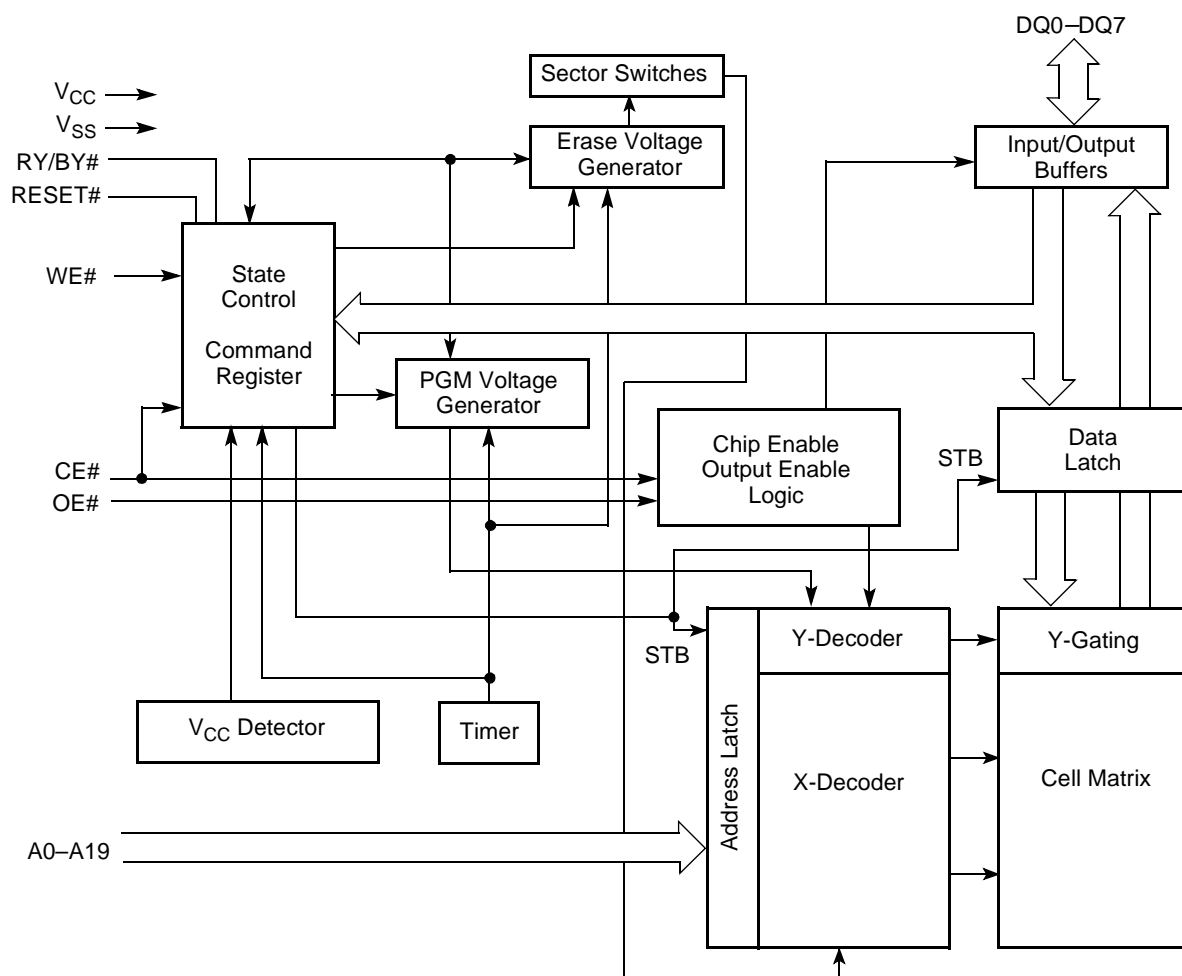 DQ0–DQ7
Sector Switches
VCC
VSS
RY/BY#
RESET#
Erase Voltage
Generator
Input/Output
Buffers
WE#
State
Control
Command
Register
PGM Voltage
Generator
Chip Enable
Output Enable
Logic
STB
Data
Latch
CE#
OE#
STB
Y-Decoder
Y-Gating
VCC Detector
Timer
Address Latch
X-Decoder
Cell Matrix
A0–A19